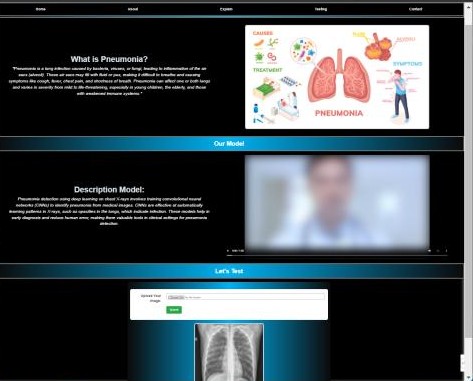 Home About Explore Testing Contact
What is Pneumonia?
"Pneumonia is a lung infection caused by bacteria, viruses, or fungi, leading to inflammation of the air
sacs (alveoli). These air sacs may fill with fluid or pus, making it difficult to breathe and causing
symptoms like cough, fever, chest pain, and shortness of breath. Pneumonia can affect one or both lungs
and varies in severity from mild to life-threatening, especially in young children, the elderly, and those
with weakened immune systems."
CAUSES
TREATMENT
SYMPTOMS
PNEUMONIA
Our Model
Description Model:
Pneumonia detection using deep learning on chest X-rays involves training convolutional neural
networks (CNNs) to identify pneumonia from medical images. CNNs are effective at automatically
learning patterns in X-rays, such as opacities in the lungs, which indicate infection. These models help in
early diagnosis and reduce human error, making them valuable tools in clinical settings for pneumonia
detection.
Let's Test
Upload Your
Image: